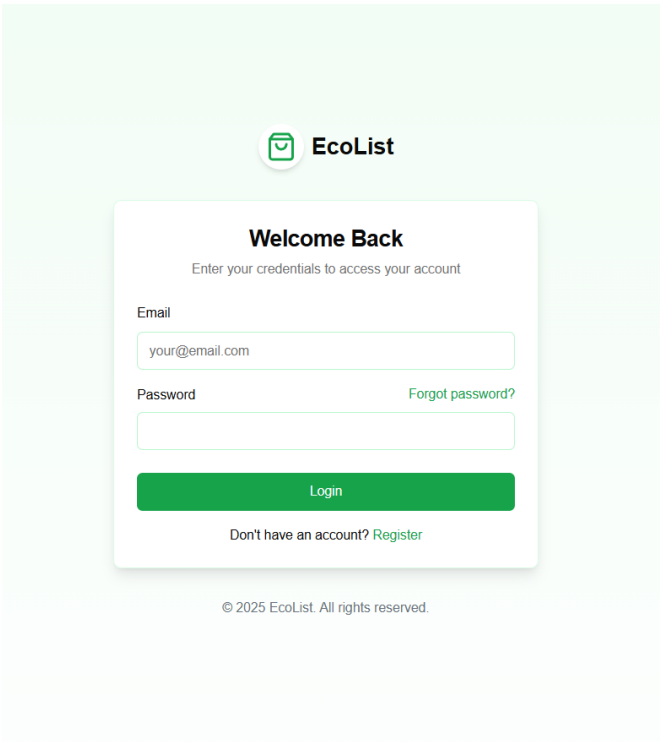 EcoList
Welcome Back
Enter your credentials to access your account
Email
your@email.com
Password Forgot password?
Login
Don't have an account? Register
© 2025 EcoList. All rights reserved.